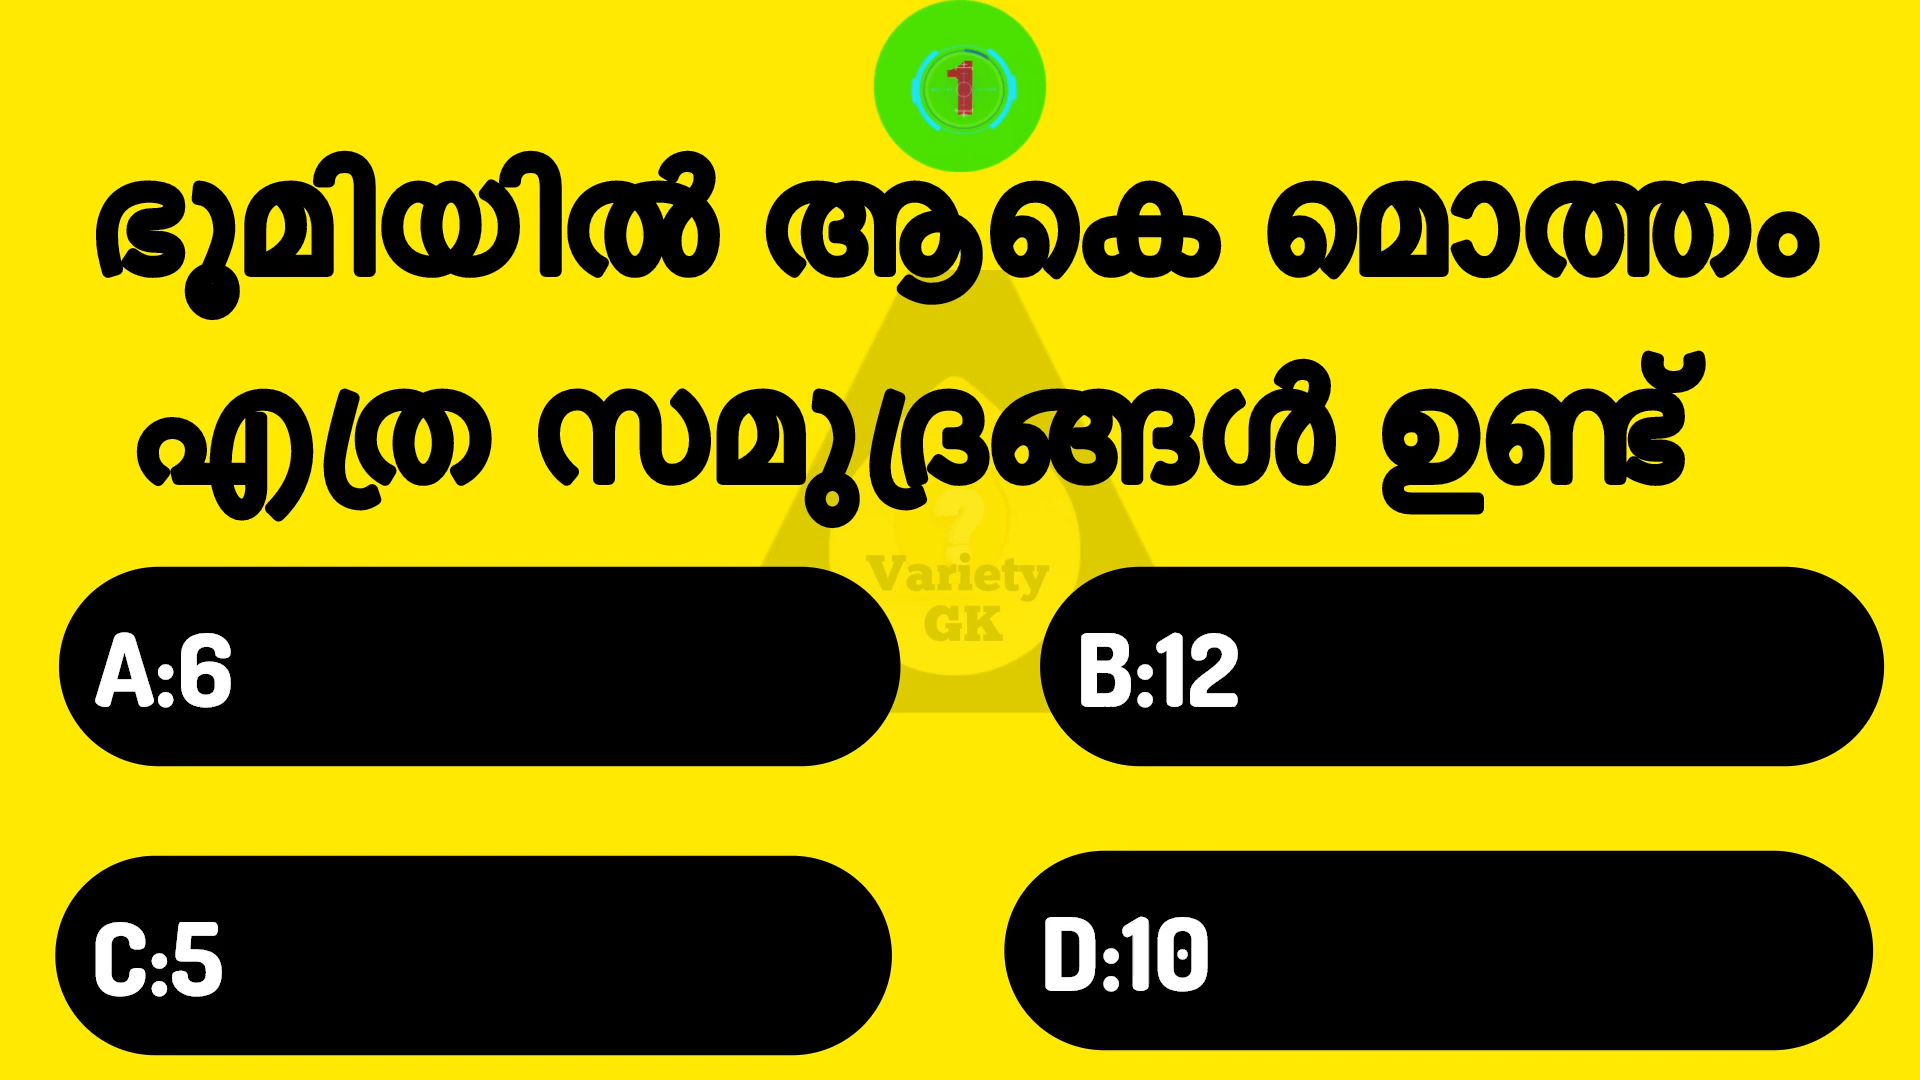 1
ഭൂമിയിൽ ആകെ മൊത്തം
എത്ര സമുദ്രങ്ങൾ ഉണ്ട്
?
Variety
GK
A:6
B:12
C:5
D:10